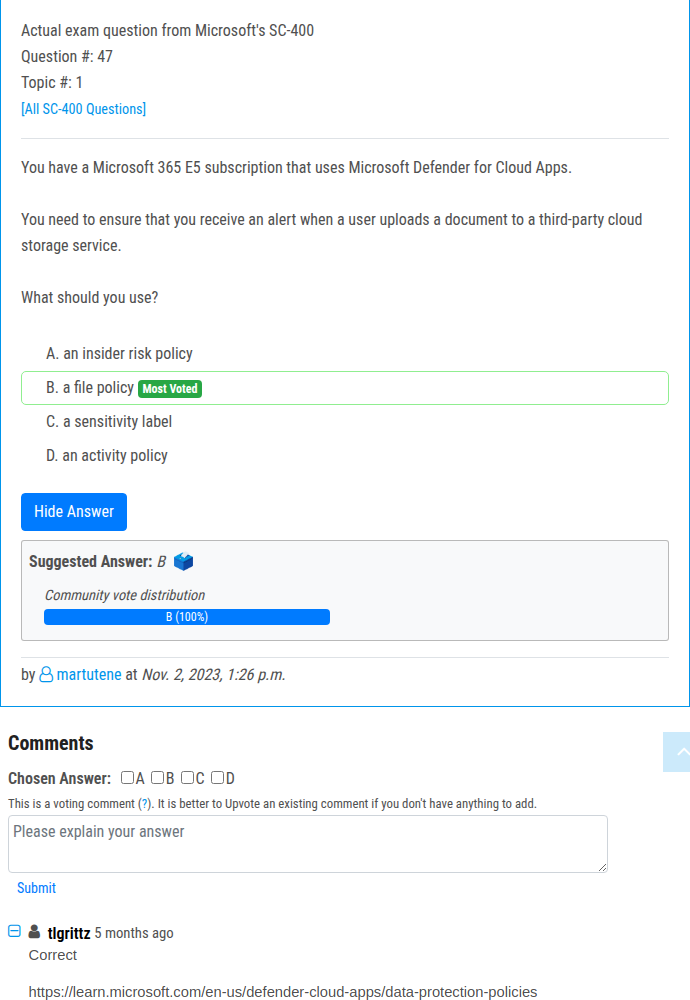 Actual exam question from Microsoft's SC-400
Question #: 47
Topic #: 1
[All SC-400 Questions]
You have a Microsoft 365 E5 subscription that uses Microsoft Defender for Cloud Apps.
You need to ensure that you receive an alert when a user uploads a document to a third-party cloud
storage service.
What should you use?
A. an insider risk policy
B. a file policy Most Voted
C. a sensitivity label
D. an activity policy
Hide Answer
Suggested Answer: B
Community vote distribution
B (100%)
by martutene at Nov. 2, 2023, 1:26 p.m.
Comments
Chosen Answer: A B C D
This is a voting comment (?). It is better to Upvote an existing comment if you don't have anything to add.
Please explain your answer
Submit
tlgrittz 5 months ago
Correct
https://learn.microsoft.com/en-us/defender-cloud-apps/data-protection-policies